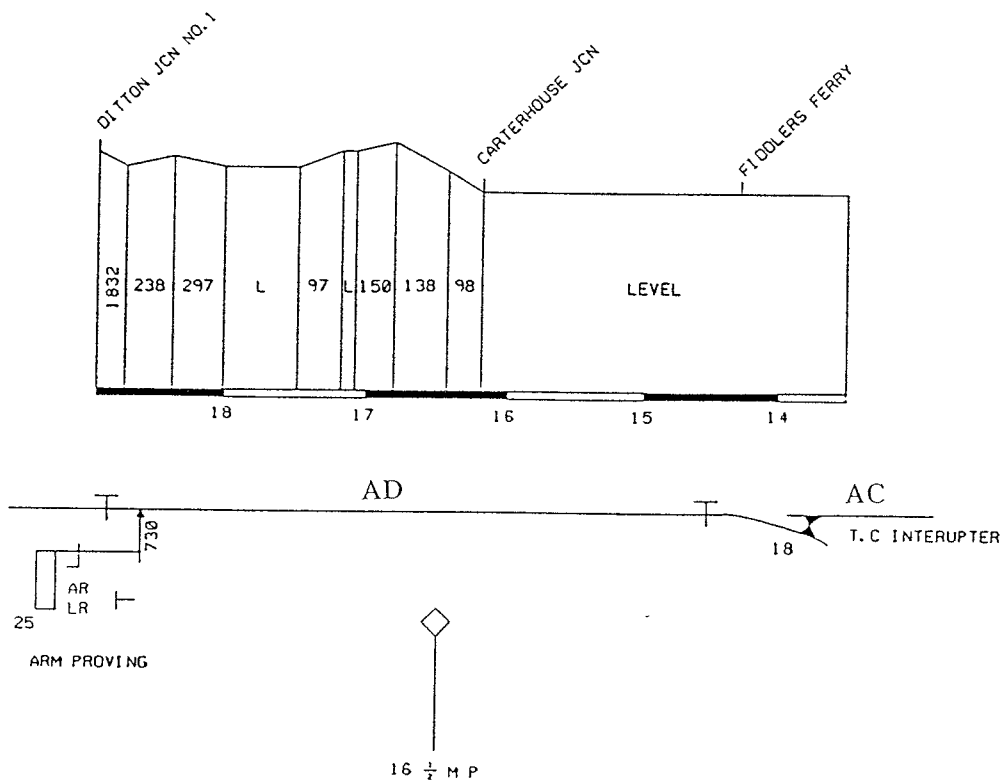 DITTON JCN NO.1
CARTERHOUSE JCN
FIDDLERS FERRY
1832 238 297 L 97 L 150 138 98 LEVEL
18 17 16 15 14
AD AC
730
18 T.C INTERUPTER
AR
LR
25
ARM PROVING
16 1/2 M P